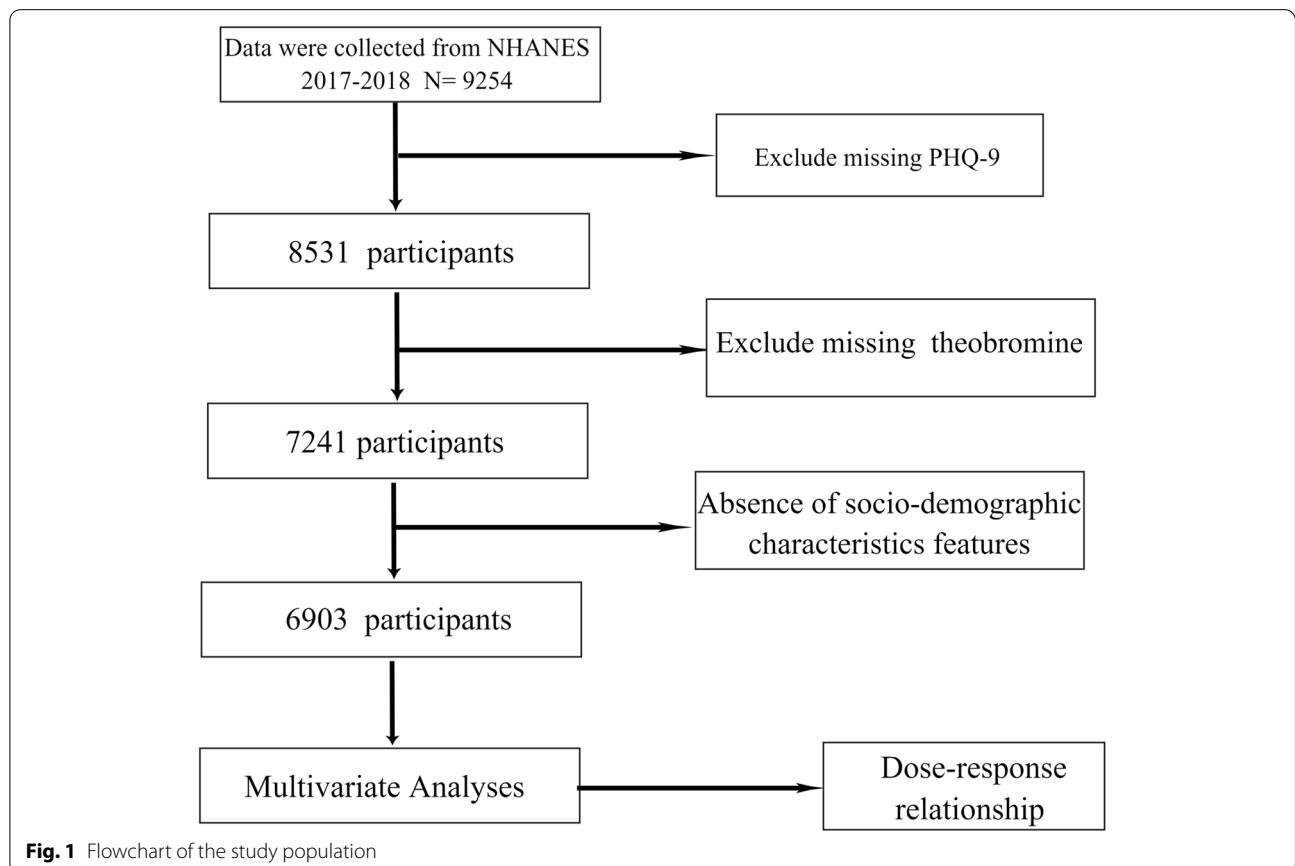 Data were collected from NHANES
2017-2018 N= 9254
Exclude missing PHQ-9
8531 participants
Exclude missing theobromine
7241 participants
Absence of socio-demographic
characteristics features
6903 participants
Multivariate Analyses
Dose-response
relationship
Fig. 1 Flowchart of the study population